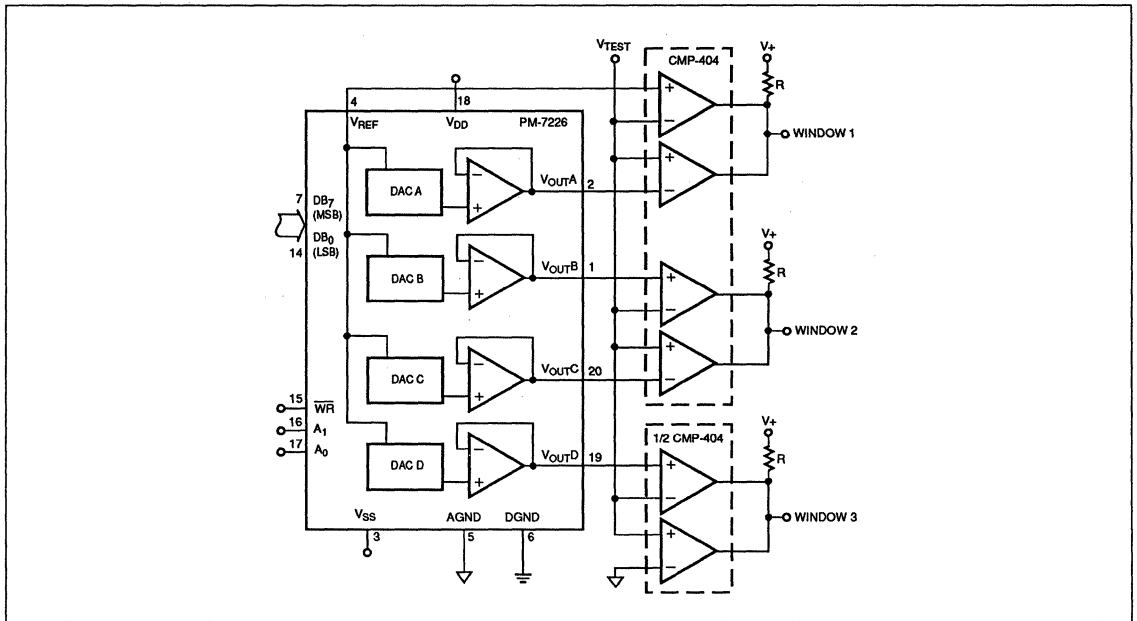 VTEST
V+
CMP-404
R
4
18
VREF
VDD
PM-7226
+
−
WINDOW 1
+
−
DAC A
−
+
VOUTA
2
7
DB7
(MSB)
DB0
14
(LSB)
V+
R
DAC B
−
+
VOUTB
1
+
−
WINDOW 2
+
−
DAC C
−
+
VOUTC
20
15
WR
16
A1
17
A0
V+
1/2 CMP-404
R
DAC D
−
+
VOUTD
19
+
−
WINDOW 3
+
−
VSS
AGND
DGND
3
5
6